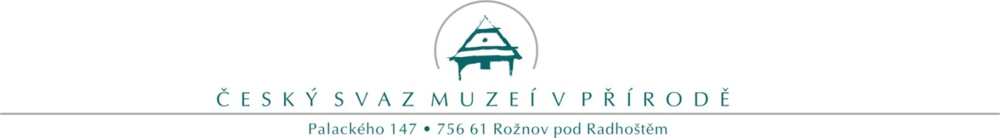 ČESKÝ SVAZ MUZEÍ V PŘÍRODĚ
Palackého 147 • 756 61 Rožnov pod Radhoštěm